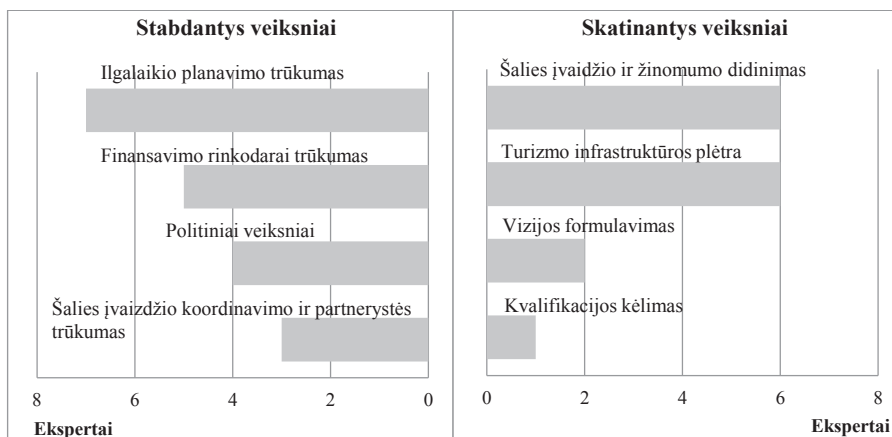 Stabdantys veiksniai
Ilgalaikio planavimo trūkumas
Finansavimo rinkodarai trūkumas
Politiniai veiksniai
Šalies įvaizdžio koordinavimo ir partnerystės
trūkumas
8 6 4 2 0
Ekspertai
Skatinantys veiksniai
Šalies įvaidžio ir žinomumo didinimas
Turizmo infrastruktūros plėtra
Vizijos formulavimas
Kvalifikacijos kėlimas
0 2 4 6 8
Ekspertai